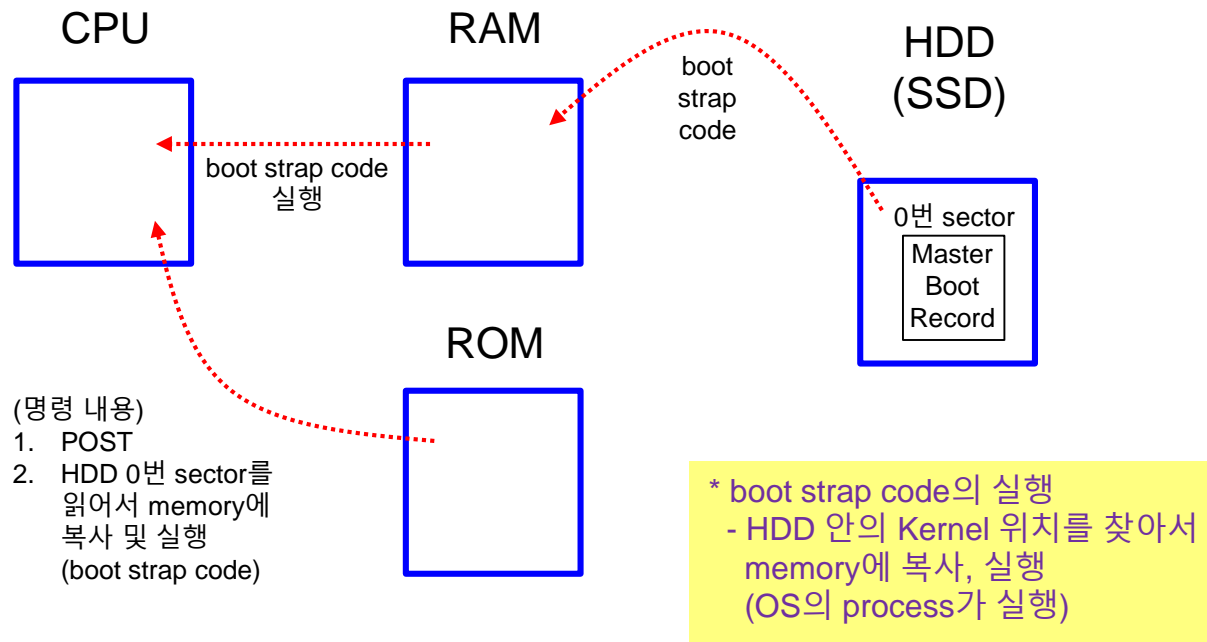 CPU
RAM
HDD
(SSD)
boot
strap
code
boot strap code
실행
0번 sector
Master
Boot
Record
ROM
(명령 내용)
1. POST
2. HDD 0번 sector를
읽어서 memory에
복사 및 실행
(boot strap code)
* boot strap code의 실행
- HDD 안의 Kernel 위치를 찾아서
memory에 복사, 실행
(OS의 process가 실행)